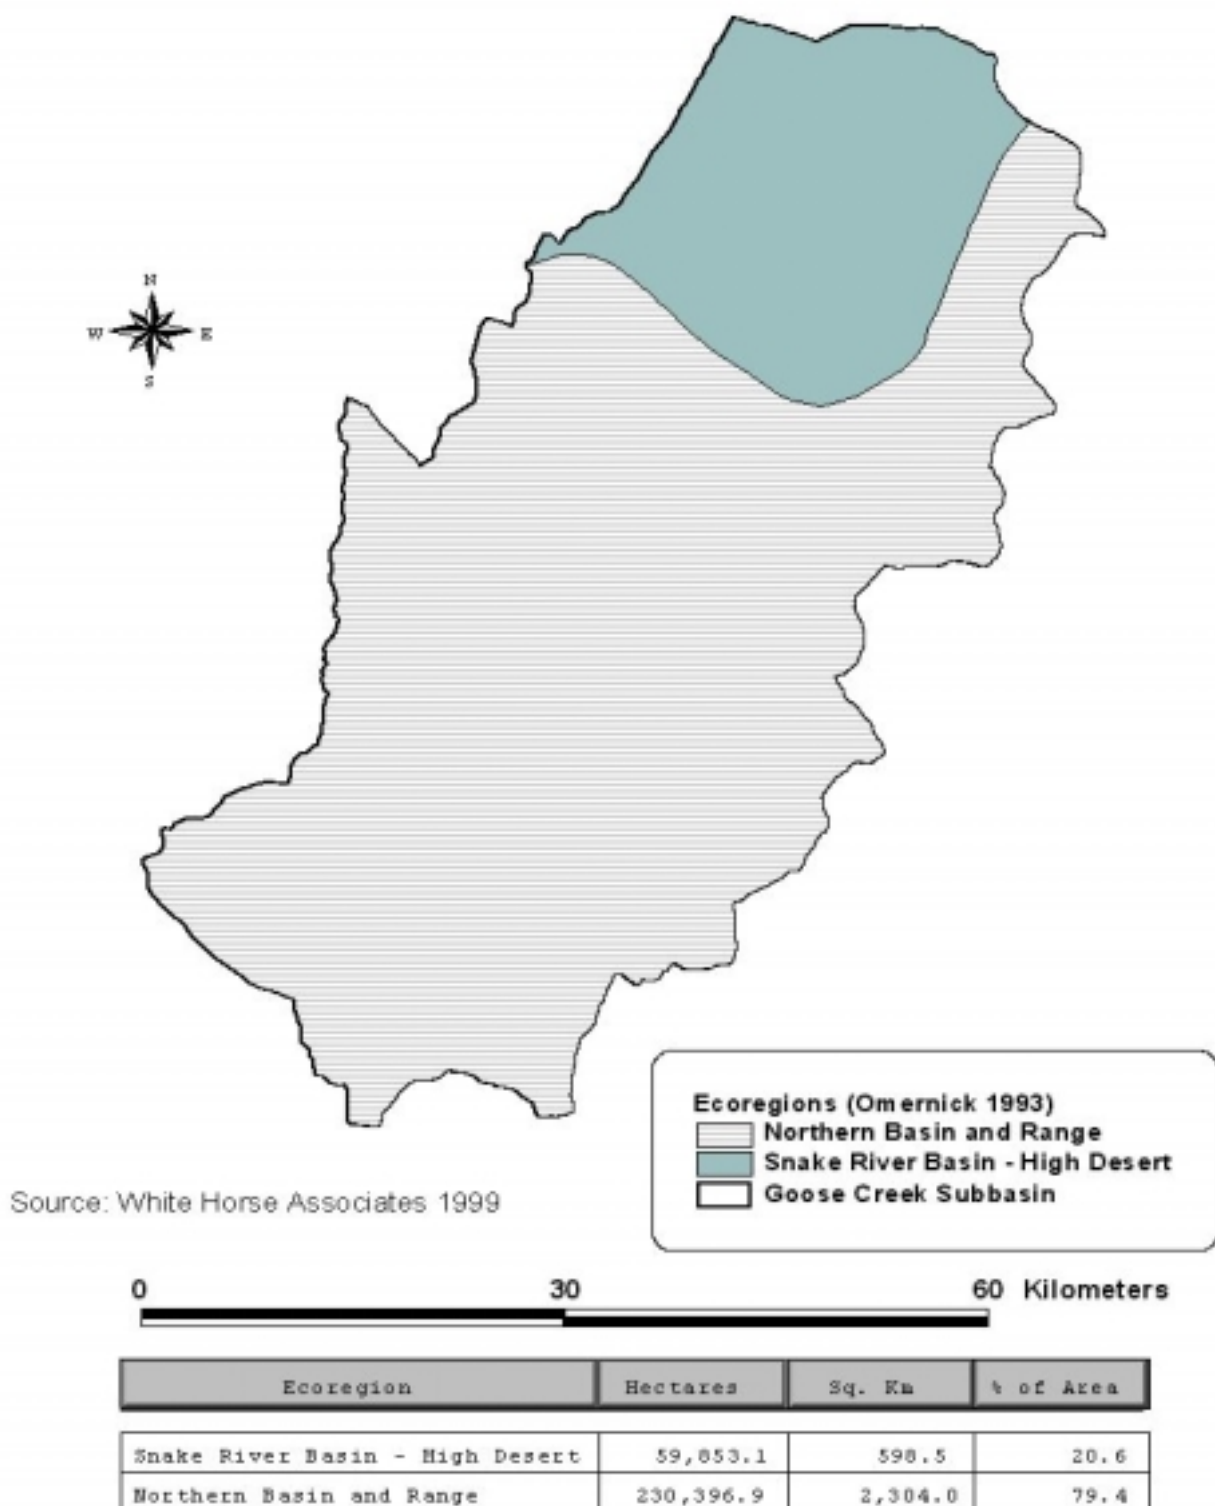 N
W E
S
Ecoregions (Omernick 1993)
Northern Basin and Range
Snake River Basin - High Desert
Goose Creek Subbasin
Source: White Horse Associates 1999
0 30 60 Kilometers
Ecoregion Hectares Sq. Km % of Area
Snake River Basin - High Desert 59,853.1 598.5 20.6
Northern Basin and Range 230,396.9 2,304.0 79.4